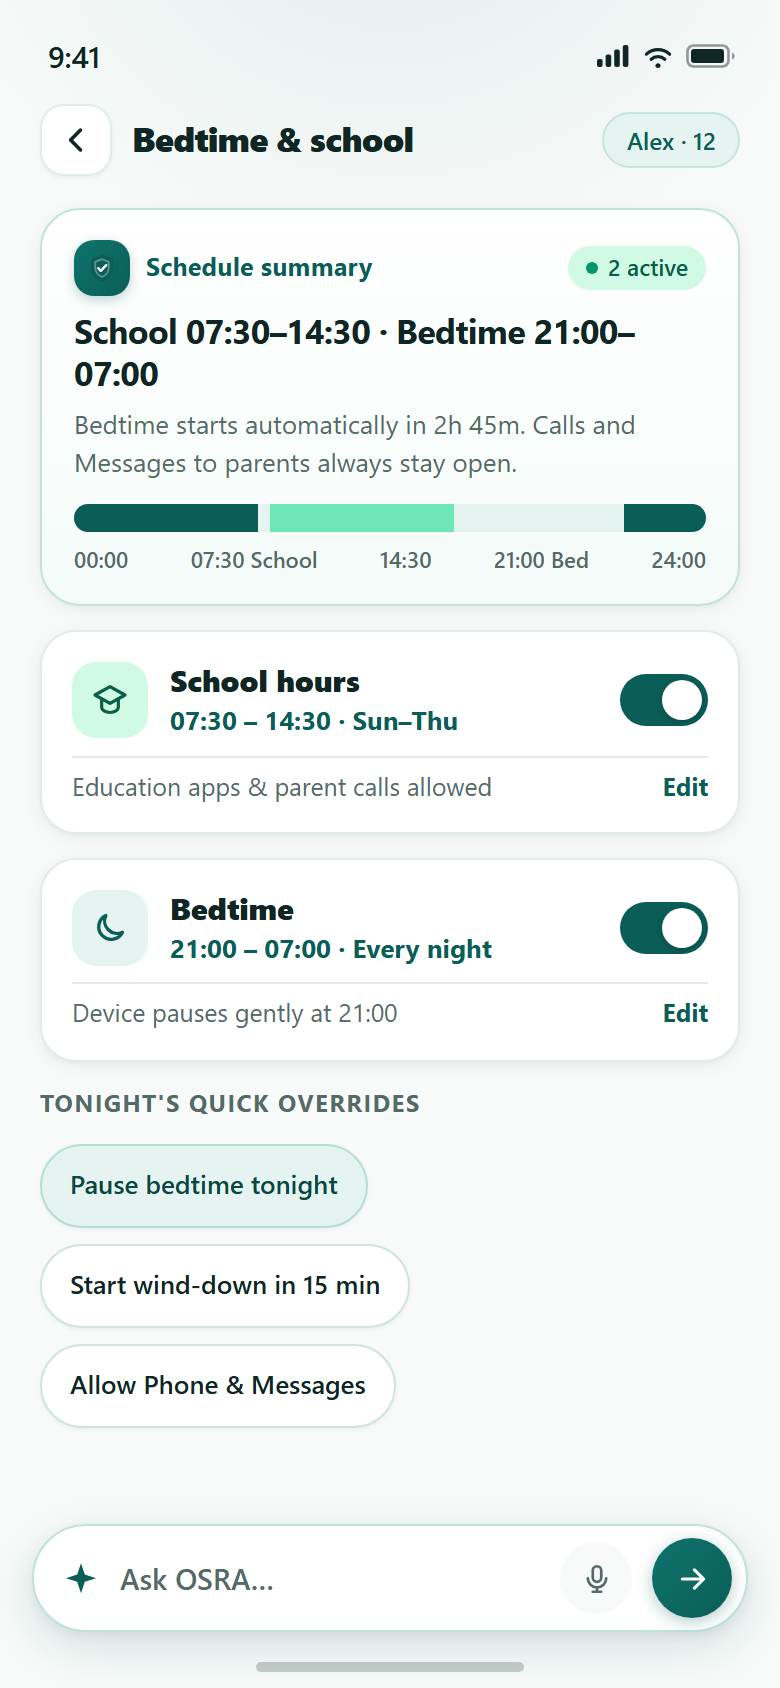 9:41
Bedtime & school
Alex · 12
Schedule summary
2 active
School 07:30–14:30 · Bedtime 21:00–
07:00
Bedtime starts automatically in 2h 45m. Calls and
Messages to parents always stay open.
00:00 07:30 School 14:30 21:00 Bed 24:00
School hours
07:30 – 14:30 · Sun–Thu
Education apps & parent calls allowed
Edit
Bedtime
21:00 – 07:00 · Every night
Device pauses gently at 21:00
Edit
TONIGHT'S QUICK OVERRIDES
Pause bedtime tonight
Start wind-down in 15 min
Allow Phone & Messages
Ask OSRA...